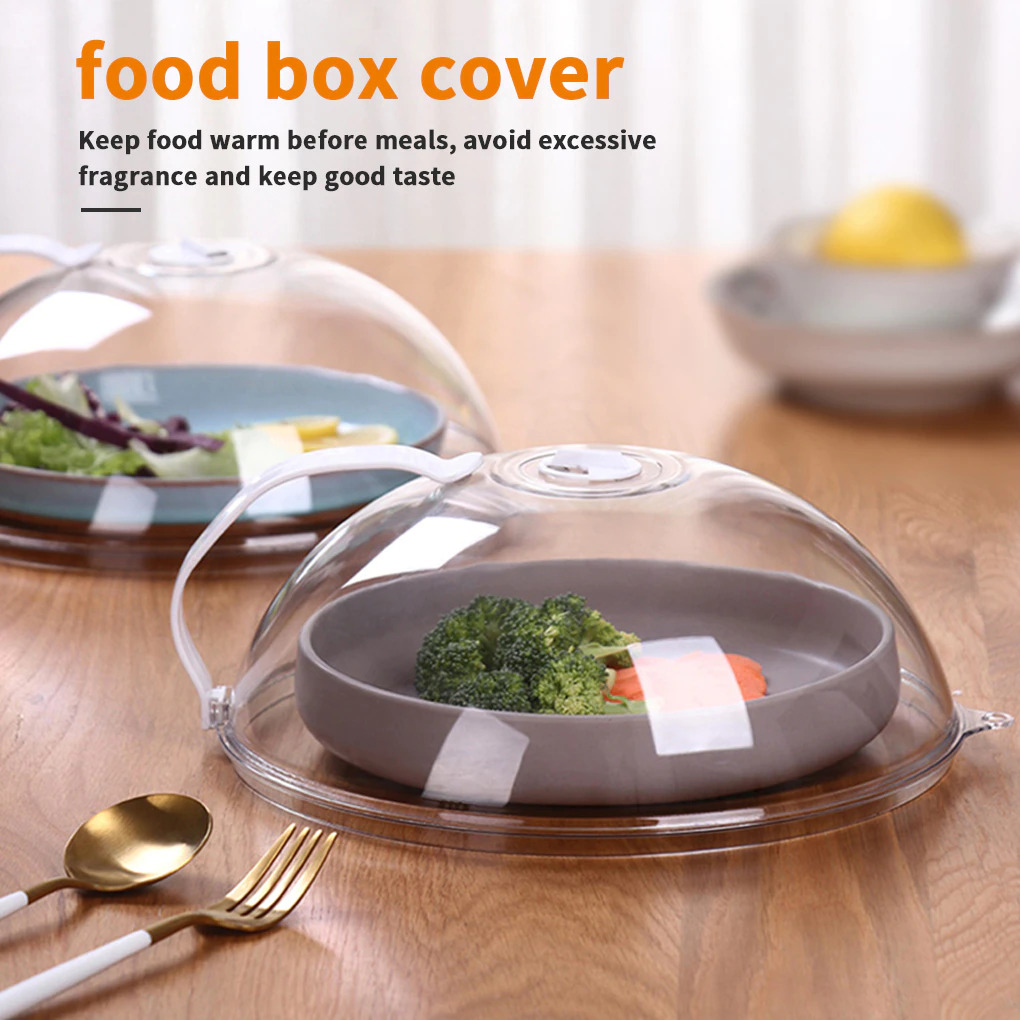 food box cover
Keep food warm before meals, avoid excessive
fragrance and keep good taste